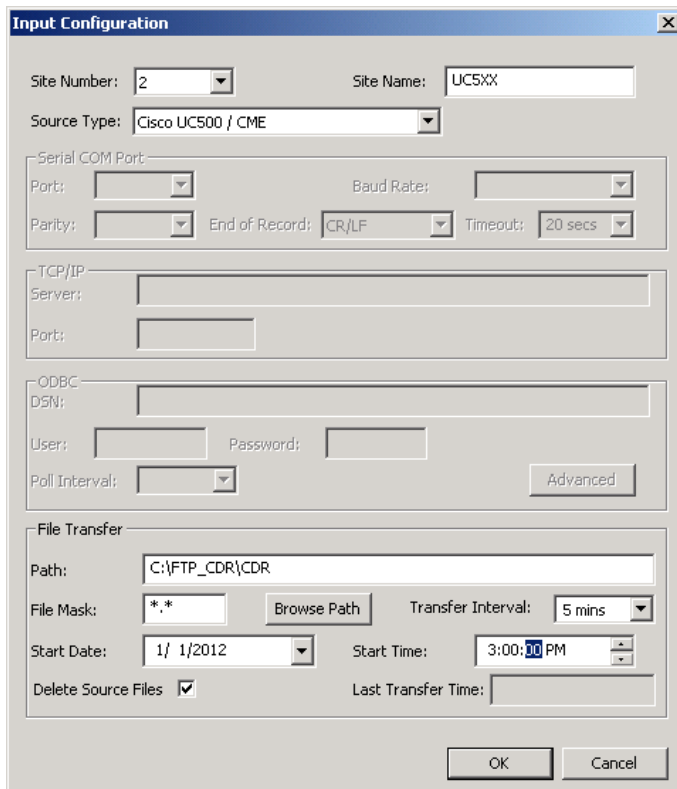 Input Configuration
Site Number: 2 Site Name: UC5XX
Source Type: Cisco UC500 / CME
Serial COM Port
Port: Baud Rate:
Parity: End of Record: CR/LF Timeout: 20 secs
TCP/IP
Server:
Port:
ODBC
DSN:
User: Password:
Poll Interval: Advanced
File Transfer
Path: C:\FTP_CDR\CDR
File Mask: *.* Browse Path Transfer Interval: 5 mins
Start Date: 1/ 1/2012 Start Time: 3:00:00 PM
Delete Source Files Last Transfer Time:
OK Cancel